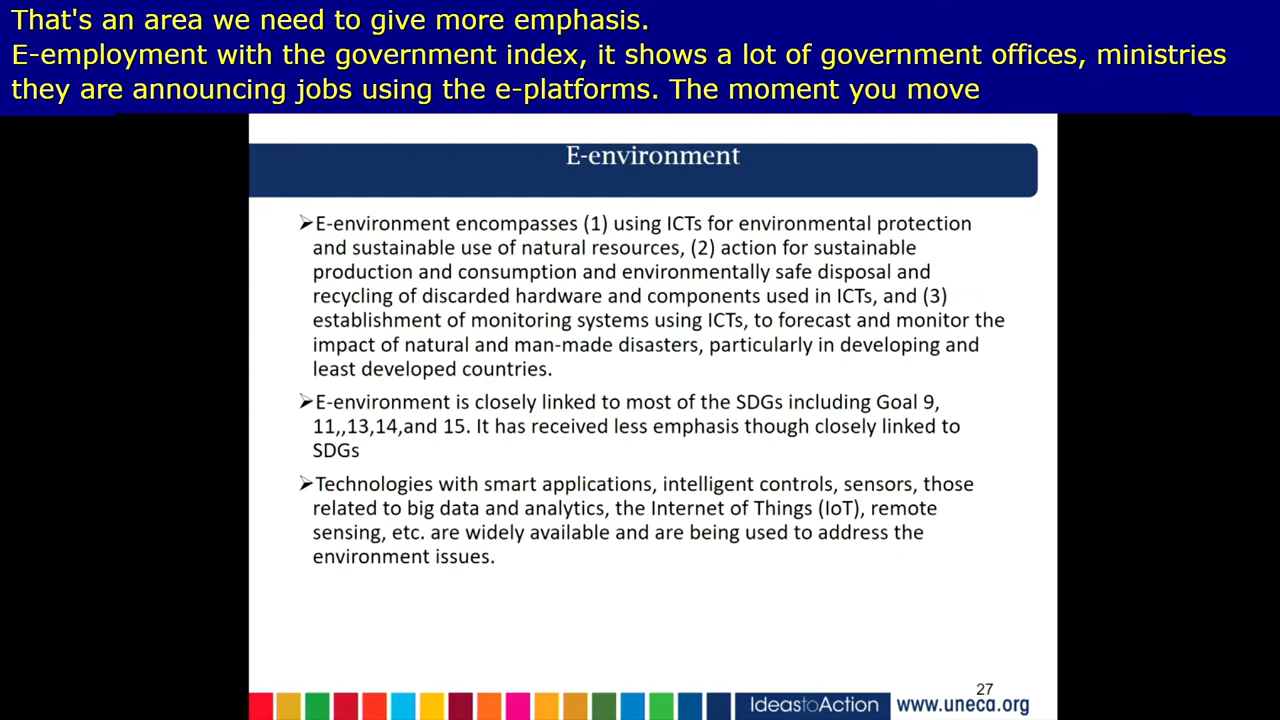 That's an area we need to give more emphasis.
E-employment with the government index, it shows a lot of government offices, ministries
they are announcing jobs using the e-platforms. The moment you move
E-environment
➢E-environment encompasses (1) using ICTs for environmental protection
and sustainable use of natural resources, (2) action for sustainable
production and consumption and environmentally safe disposal and
recycling of discarded hardware and components used in ICTs, and (3)
establishment of monitoring systems using ICTs, to forecast and monitor the
impact of natural and man-made disasters, particularly in developing and
least developed countries.
➢E-environment is closely linked to most of the SDGs including Goal 9,
11,,13,14,and 15. It has received less emphasis though closely linked to
SDGs
➢Technologies with smart applications, intelligent controls, sensors, those
related to big data and analytics, the Internet of Things (IoT), remote
sensing, etc. are widely available and are being used to address the
environment issues.
27
IdeastoAction www.uneca.org